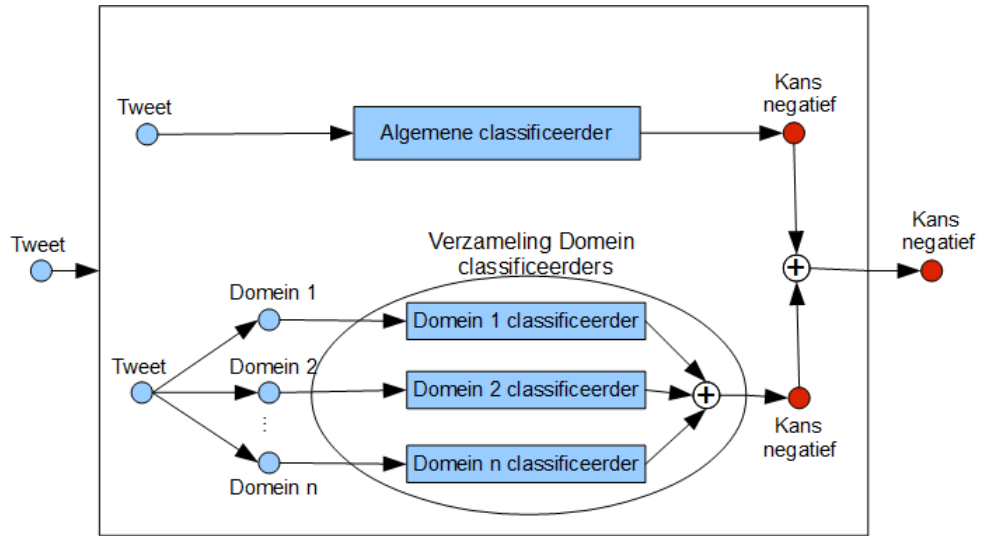 Tweet
Kans
negatief
Algemene classificeerder
Tweet
Kans
negatief
Verzameling Domein
classificeerders
Domein 1
Domein 1 classificeerder
Tweet
Domein 2
Domein 2 classificeerder
...
Kans
negatief
Domein n
Domein n classificeerder